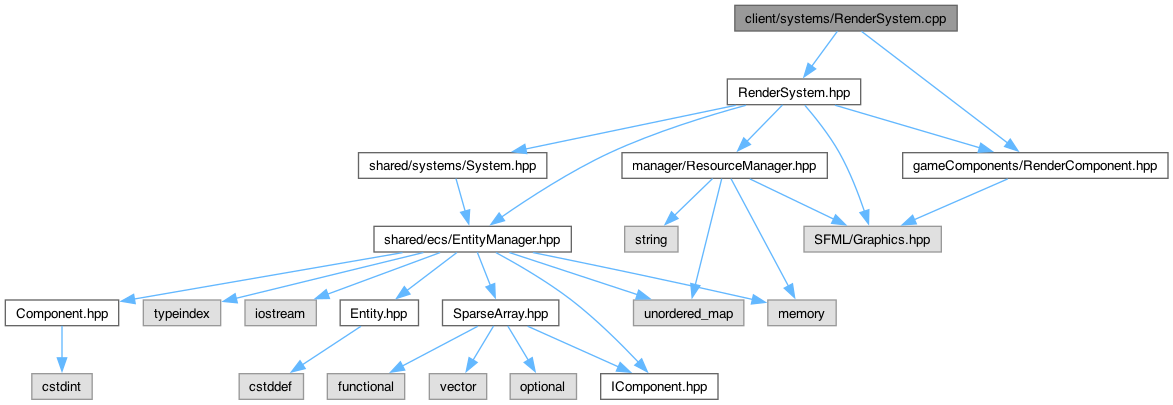 client/systems/RenderSystem.cpp
RenderSystem.hpp
shared/systems/System.hpp
manager/ResourceManager.hpp
gameComponents/RenderComponent.hpp
shared/ecs/EntityManager.hpp
string
SFML/Graphics.hpp
Component.hpp
typeindex
iostream
Entity.hpp
SparseArray.hpp
unordered_map
memory
cstdint
cstddef
functional
vector
optional
IComponent.hpp